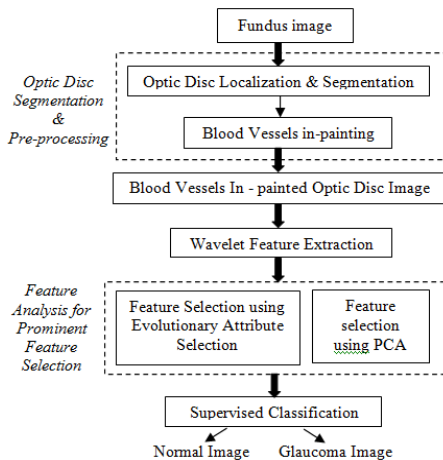 Fundus image
Optic Disc
Segmentation
&
Pre-processing
Optic Disc Localization & Segmentation
Blood Vessels in-painting
Blood Vessels In - painted Optic Disc Image
Wavelet Feature Extraction
Feature
Analysis for
Prominent
Feature
Selection
Feature Selection using
Evolutionary Attribute
Selection
Feature
selection
using PCA
Supervised Classification
Normal Image
Glaucoma Image